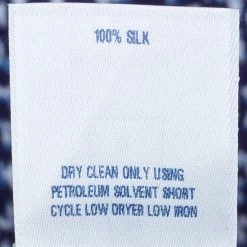 100% SILK
DRY CLEAN ONLY USING
PETROLEUM SOLVENT SHORT
CYCLE LOW DRYER LOW IRON